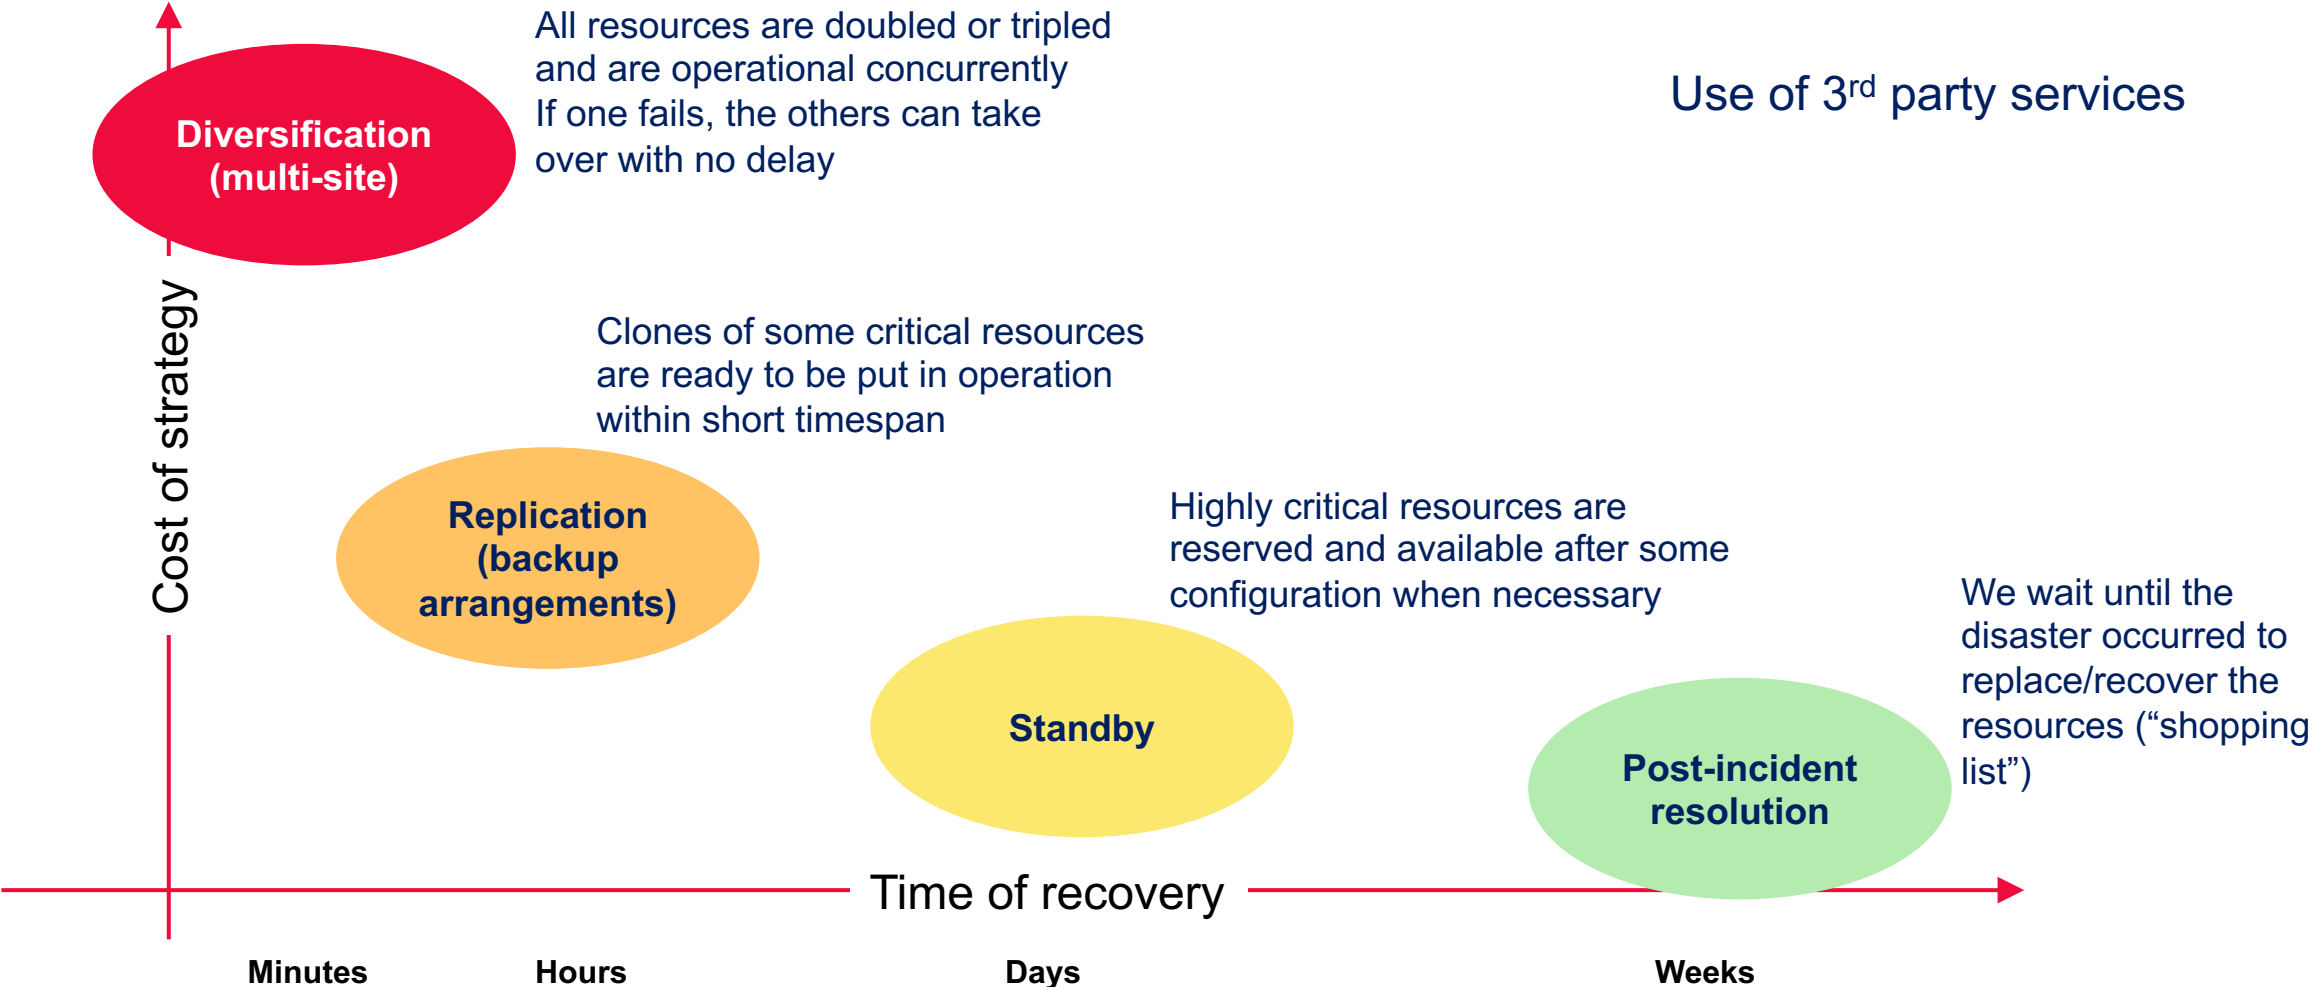 All resources are doubled or tripled
and are operational concurrently
If one fails, the others can take
over with no delay
Use of 3rd party services
Diversification
(multi-site)
Cost of strategy
Clones of some critical resources
are ready to be put in operation
within short timespan
Replication
(backup
arrangements)
Highly critical resources are
reserved and available after some
configuration when necessary
Standby
We wait until the
disaster occurred to
replace/recover the
resources (“shopping
list”)
Post-incident
resolution
Time of recovery
Minutes
Hours
Days
Weeks